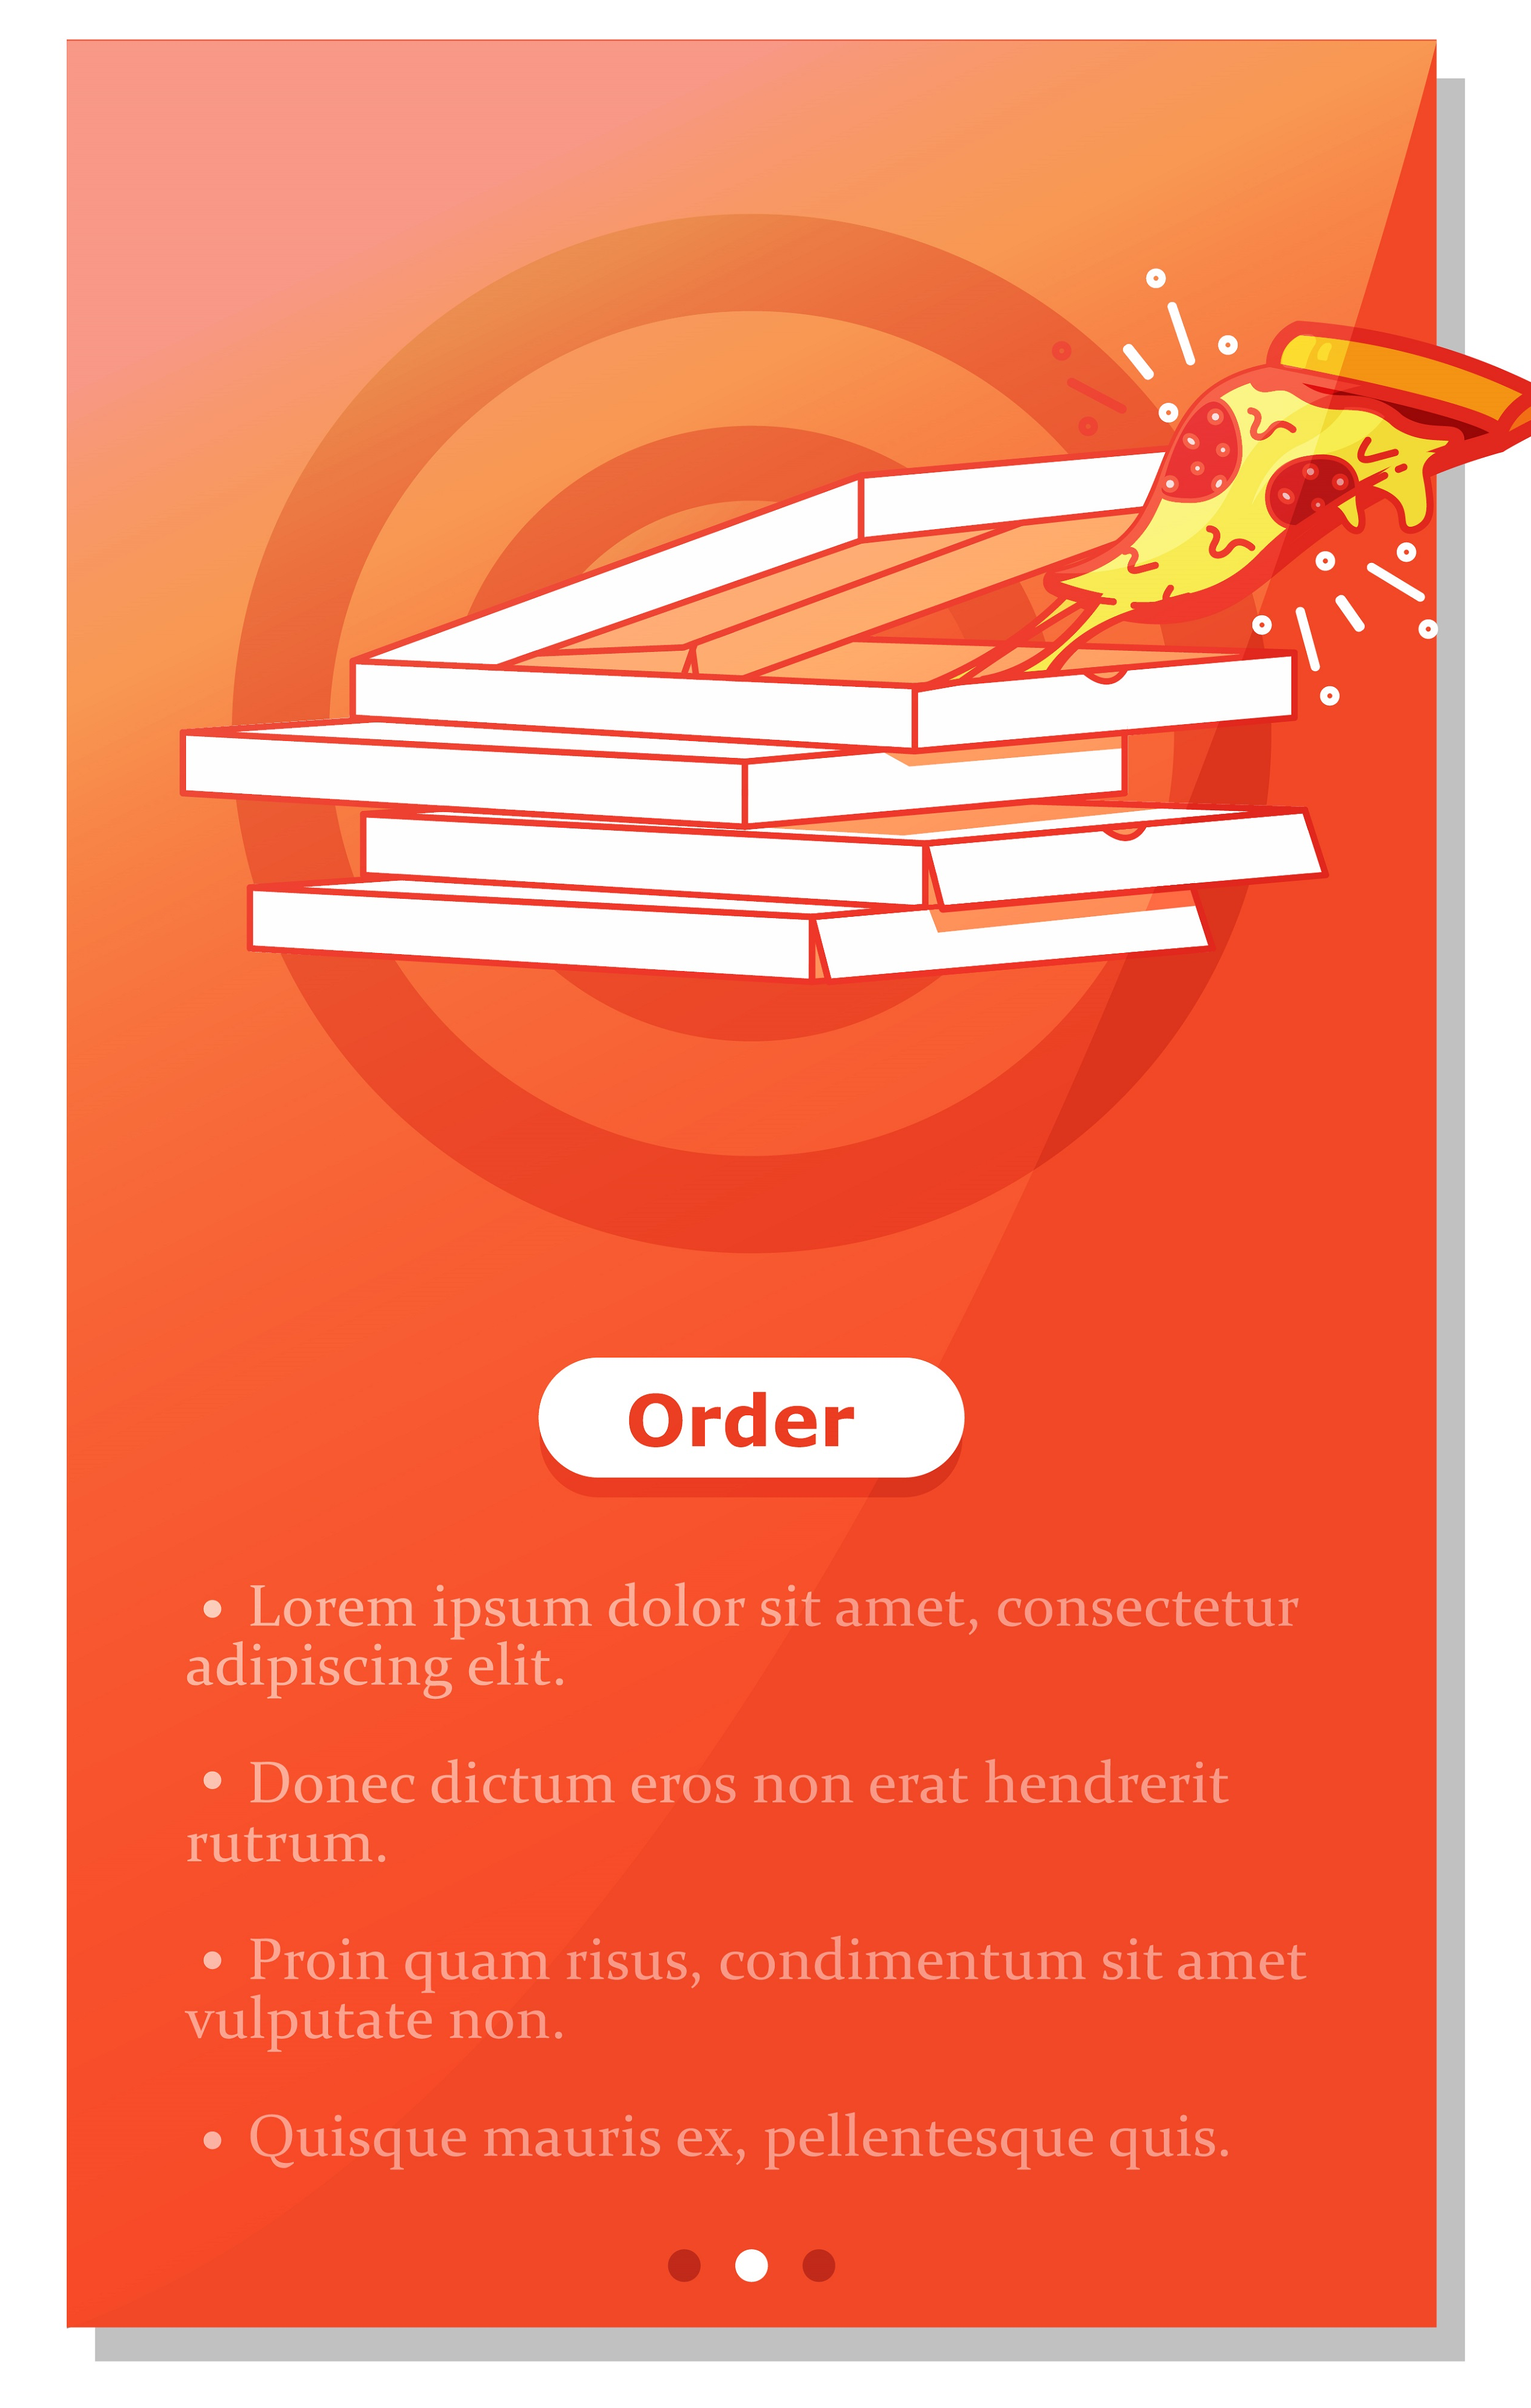 Order
• Lorem ipsum dolor sit amet, consectetur
adipiscing elit.
• Donec dictum eros non erat hendrerit
rutrum.
• Proin quam risus, condimentum sit amet
vulputate non.
• Quisque mauris ex, pellentesque quis.